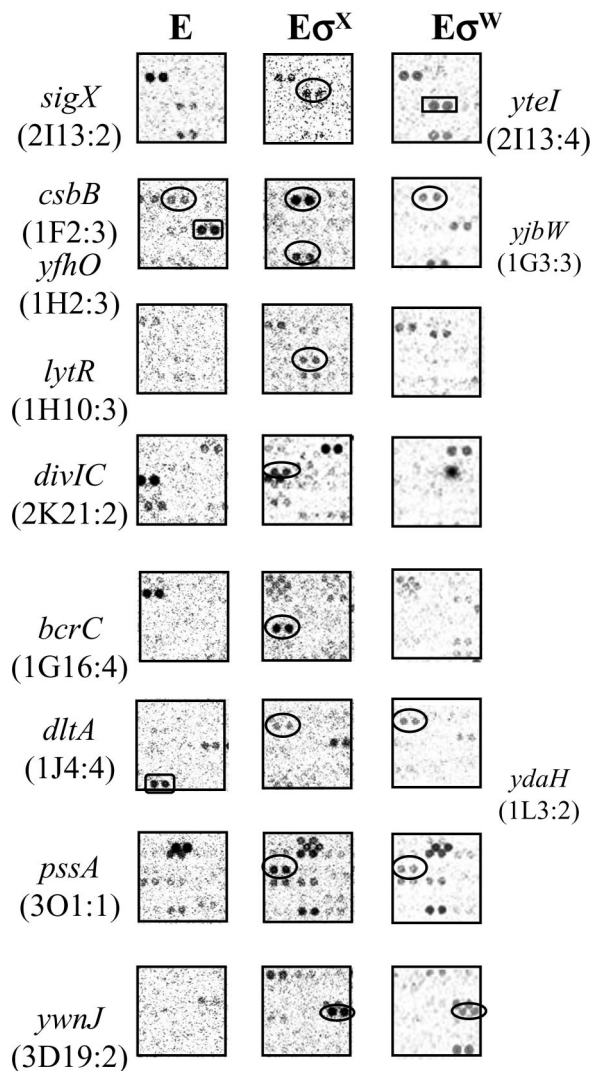 E Eσ^X Eσ^W
sigX
(2I13:2)
yteI
(2I13:4)
csbB
(1F2:3)
yfhO
(1H2:3)
yjbW
(1G3:3)
lytR
(1H10:3)
divIC
(2K21:2)
bcrC
(1G16:4)
dltA
(1J4:4)
ydaH
(1L3:2)
pssA
(3O1:1)
ywnJ
(3D19:2)